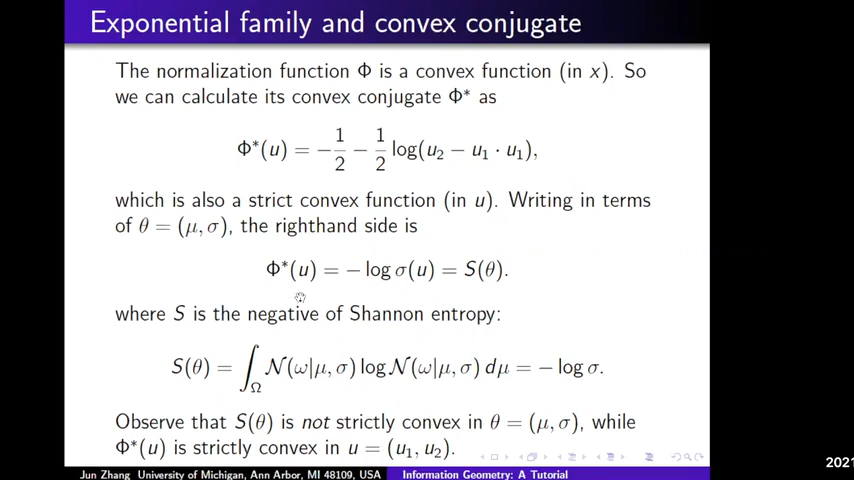 Exponential family and convex conjugate
The normalization function Φ is a convex function (in x). So
we can calculate its convex conjugate Φ* as
Φ*(u) = −1/2 − 1/2 log(u₂ − u₁ · u₁),
which is also a strict convex function (in u). Writing in terms
of θ = (μ, σ), the righthand side is
Φ*(u) = − log σ(u) = S(θ).
where S is the negative of Shannon entropy:
S(θ) = ∫_Ω 𝒩(ω|μ, σ) log 𝒩(ω|μ, σ) dμ = − log σ.
Observe that S(θ) is not strictly convex in θ = (μ, σ), while
Φ*(u) is strictly convex in u = (u₁, u₂).
Jun Zhang University of Michigan, Ann Arbor, MI 48109, USA
Information Geometry: A Tutorial
2021